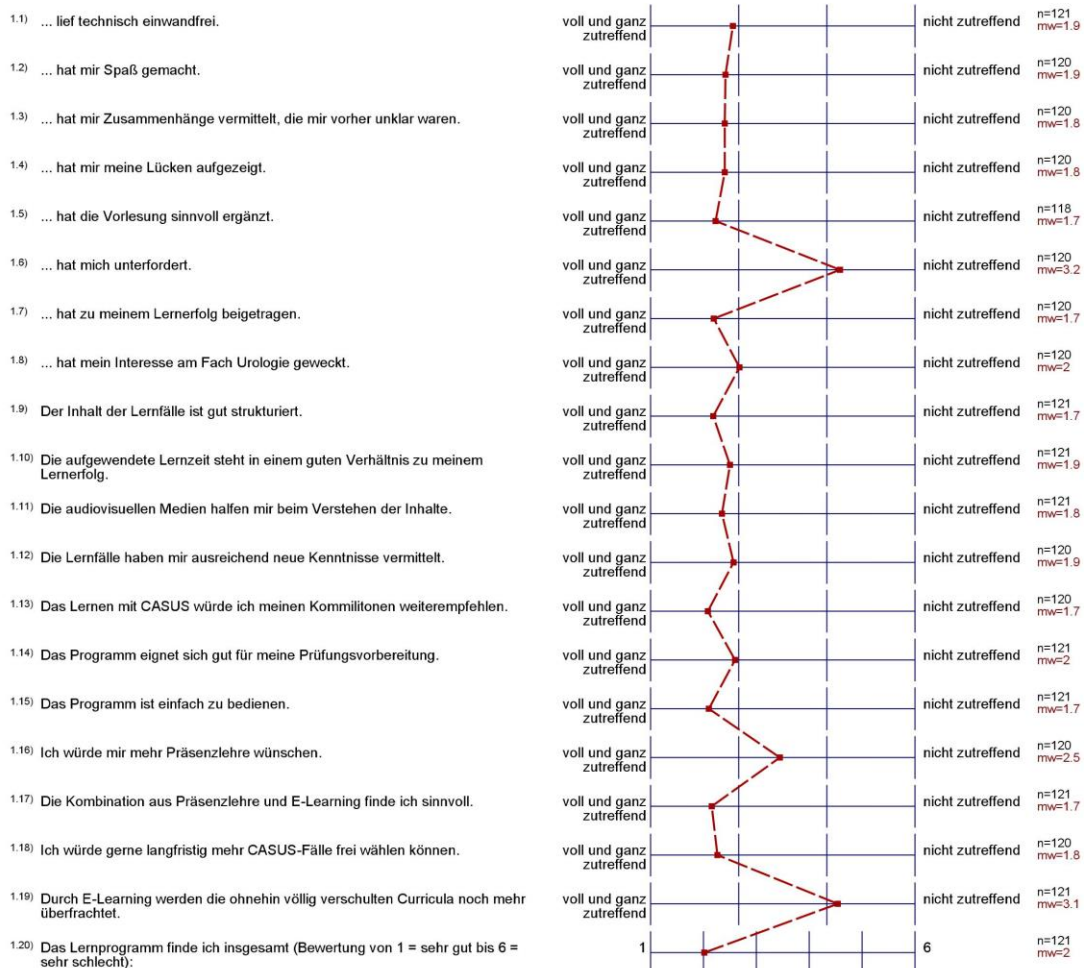 1.1) ... lief technisch einwandfrei. voll und ganz zutreffend nicht zutreffend n=121 mw=1.9
1.2) ... hat mir Spaß gemacht. voll und ganz zutreffend nicht zutreffend n=120 mw=1.9
1.3) ... hat mir Zusammenhänge vermittelt, die mir vorher unklar waren. voll und ganz zutreffend nicht zutreffend n=120 mw=1.8
1.4) ... hat mir meine Lücken aufgezeigt. voll und ganz zutreffend nicht zutreffend n=120 mw=1.8
1.5) ... hat die Vorlesung sinnvoll ergänzt. voll und ganz zutreffend nicht zutreffend n=118 mw=1.7
1.6) ... hat mich unterfordert. voll und ganz zutreffend nicht zutreffend n=120 mw=3.2
1.7) ... hat zu meinem Lernerfolg beigetragen. voll und ganz zutreffend nicht zutreffend n=120 mw=1.7
1.8) ... hat mein Interesse am Fach Urologie geweckt. voll und ganz zutreffend nicht zutreffend n=120 mw=2
1.9) Der Inhalt der Lernfälle ist gut strukturiert. voll und ganz zutreffend nicht zutreffend n=121 mw=1.7
1.10) Die aufgewendete Lernzeit steht in einem guten Verhältnis zu meinem
Lernerfolg. voll und ganz zutreffend nicht zutreffend n=121 mw=1.9
1.11) Die audiovisuellen Medien halfen mir beim Verstehen der Inhalte. voll und ganz zutreffend nicht zutreffend n=121 mw=1.8
1.12) Die Lernfälle haben mir ausreichend neue Kenntnisse vermittelt. voll und ganz zutreffend nicht zutreffend n=120 mw=1.9
1.13) Das Lernen mit CASUS würde ich meinen Kommilitonen weiterempfehlen. voll und ganz zutreffend nicht zutreffend n=120 mw=1.7
1.14) Das Programm eignet sich gut für meine Prüfungsvorbereitung. voll und ganz zutreffend nicht zutreffend n=121 mw=2
1.15) Das Programm ist einfach zu bedienen. voll und ganz zutreffend nicht zutreffend n=121 mw=1.7
1.16) Ich würde mir mehr Präsenzlehre wünschen. voll und ganz zutreffend nicht zutreffend n=120 mw=2.5
1.17) Die Kombination aus Präsenzlehre und E-Learning finde ich sinnvoll. voll und ganz zutreffend nicht zutreffend n=121 mw=1.7
1.18) Ich würde gerne langfristig mehr CASUS-Fälle frei wählen können. voll und ganz zutreffend nicht zutreffend n=120 mw=1.8
1.19) Durch E-Learning werden die ohnehin völlig verschulten Curricula noch mehr
überfrachtet. voll und ganz zutreffend nicht zutreffend n=121 mw=3.1
1.20) Das Lernprogramm finde ich insgesamt (Bewertung von 1 = sehr gut bis 6 =
sehr schlecht): 1 6 n=121 mw=2